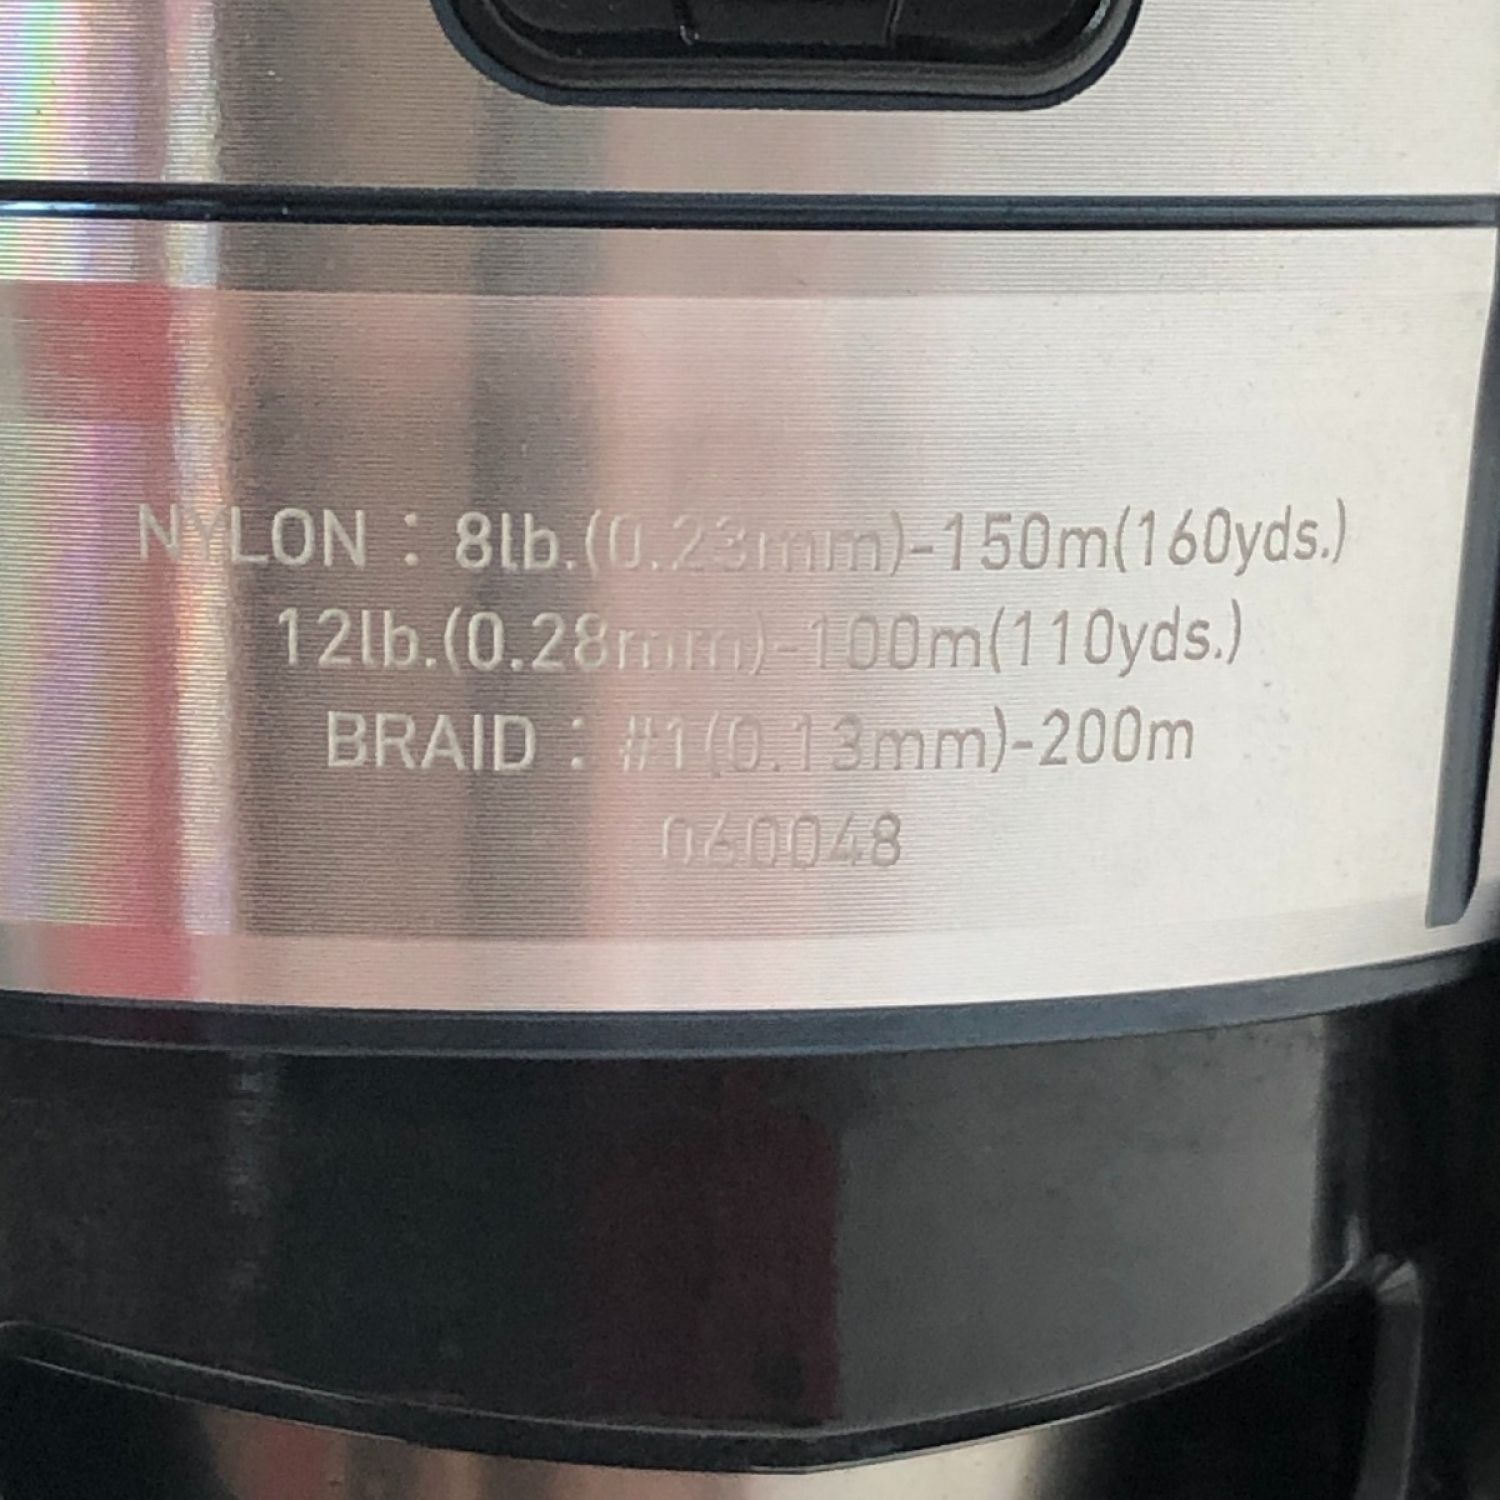 NYLON : 8lb.(0.23mm)-150m(160yds.)
12lb.(0.28mm)-100m(110yds.)
BRAID : #1(0.13mm)-200m
060048